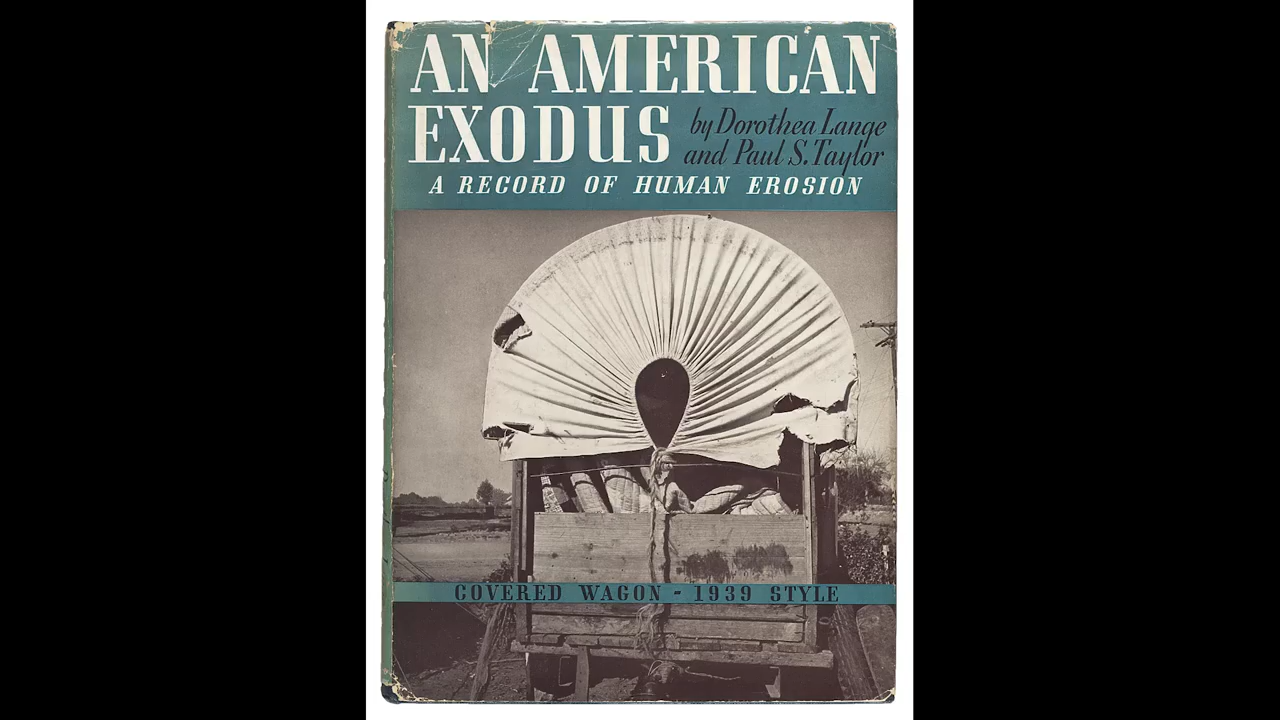 AN AMERICAN
EXODUS
by Dorothea Lange
and Paul S. Taylor
A RECORD OF HUMAN EROSION
COVERED WAGON - 1939 STYLE